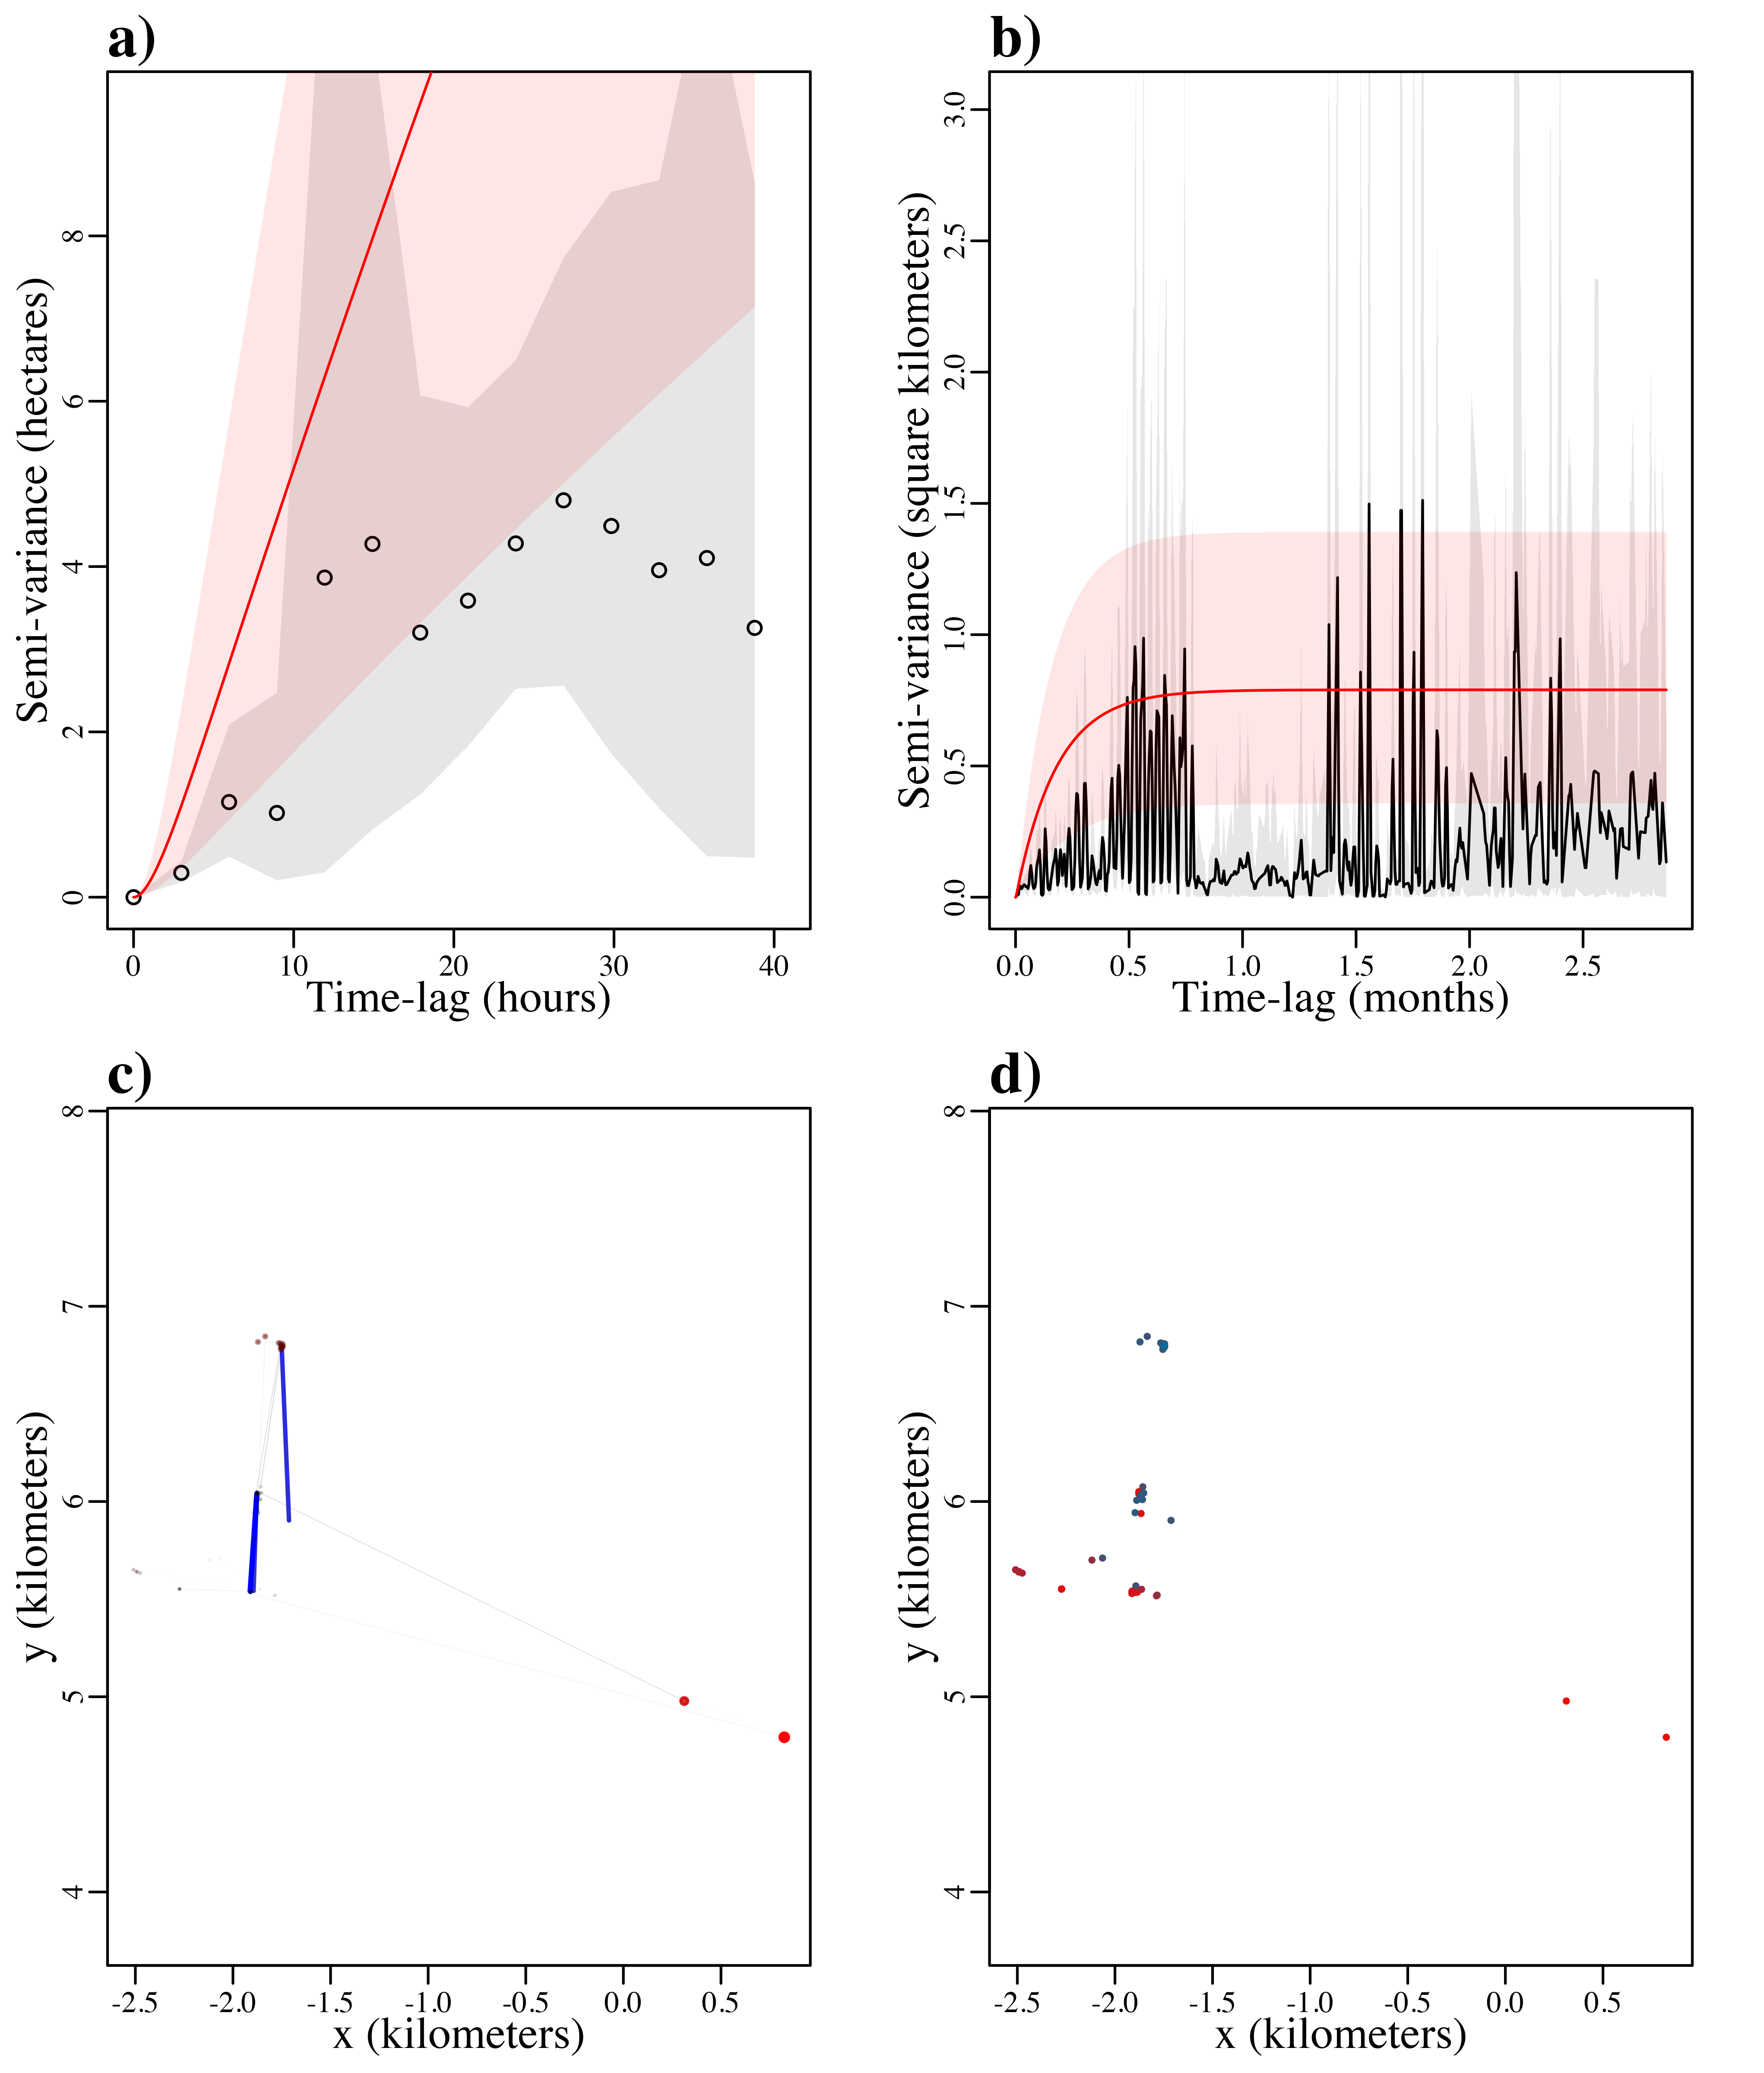 a)
Semi-variance (hectares)
8
6
4
2
0
0 10 20 30 40
Time-lag (hours)
b)
Semi-variance (square kilometers)
3.0
2.5
2.0
1.5
1.0
0.5
0.0
0.0 0.5 1.0 1.5 2.0 2.5
Time-lag (months)
c)
y (kilometers)
8
7
6
5
4
-2.5 -2.0 -1.5 -1.0 -0.5 0.0 0.5
x (kilometers)
d)
y (kilometers)
8
7
6
5
4
-2.5 -2.0 -1.5 -1.0 -0.5 0.0 0.5
x (kilometers)